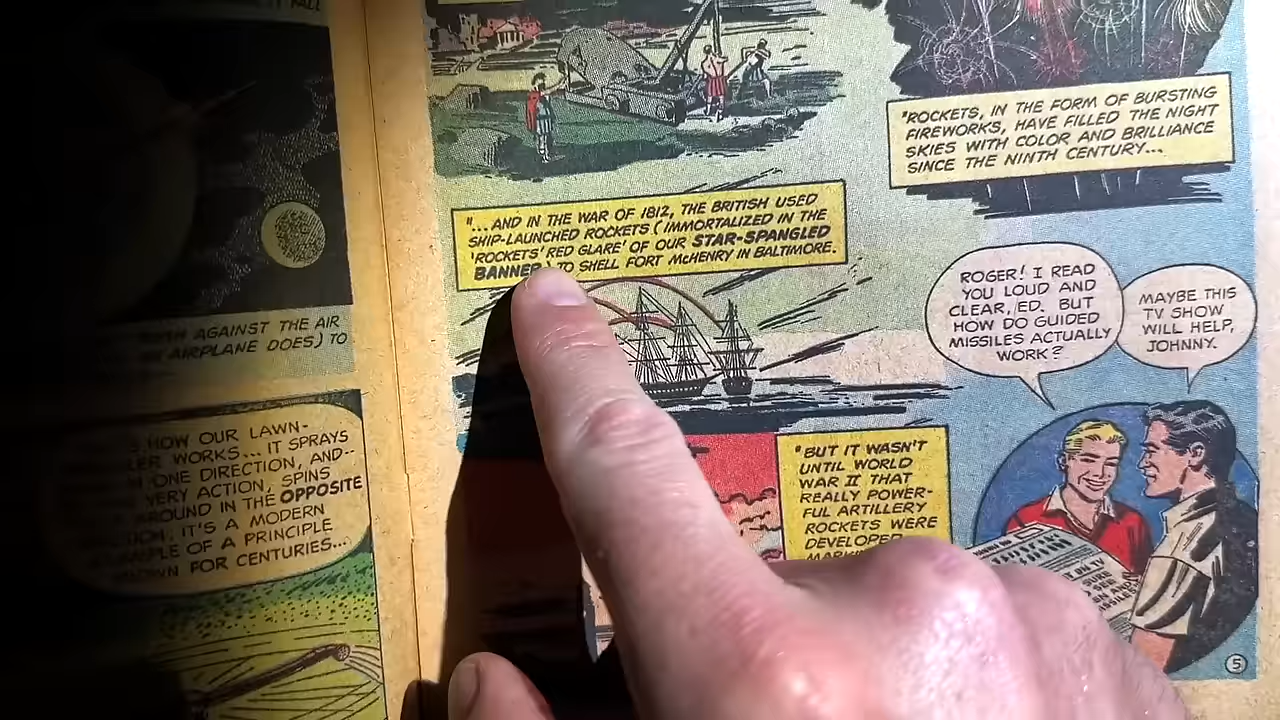 FALL
AGAINST THE AIR
AIRPLANE DOES.) TO
HOW OUR LAWN-
WORKS... IT SPRAYS
ONE DIRECTION, AND--
VERY ACTION, SPINS
AROUND IN THE OPPOSITE
IT'S A MODERN
OF A PRINCIPLE
FOR CENTURIES...
"ROCKETS, IN THE FORM OF BURSTING
FIREWORKS, HAVE FILLED THE NIGHT
SKIES WITH COLOR AND BRILLIANCE
SINCE THE NINTH CENTURY...
"...AND IN THE WAR OF 1812, THE BRITISH USED
SHIP-LAUNCHED ROCKETS (IMMORTALIZED IN THE
'ROCKETS' RED GLARE' OF OUR STAR-SPANGLED
BANNER) TO SHELL FORT McHENRY IN BALTIMORE.
ROGER! I READ
YOU LOUD AND
CLEAR, ED. BUT
HOW DO GUIDED
MISSILES ACTUALLY
WORK?
MAYBE THIS
TV SHOW
WILL HELP,
JOHNNY.
"BUT IT WASN'T
UNTIL WORLD
WAR II THAT
REALLY POWER-
FUL ARTILLERY
ROCKETS WERE
DEVELOPED
ON TV
5